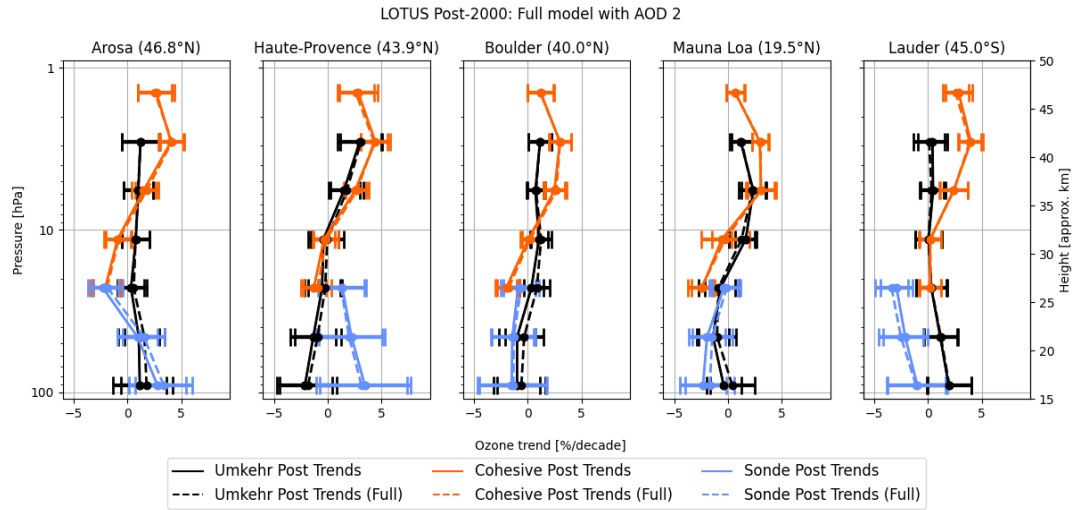 LOTUS Post-2000: Full model with AOD 2
Arosa (46.8°N)
Haute-Provence (43.9°N)
Boulder (40.0°N)
Mauna Loa (19.5°N)
Lauder (45.0°S)
Pressure [hPa]
1
10
100
−5 0 5
−5 0 5
−5 0 5
−5 0 5
−5 0 5
50
45
40
35
30
25
20
15
Height [approx. km]
Ozone trend [%/decade]
Umkehr Post Trends
Umkehr Post Trends (Full)
Cohesive Post Trends
Cohesive Post Trends (Full)
Sonde Post Trends
Sonde Post Trends (Full)